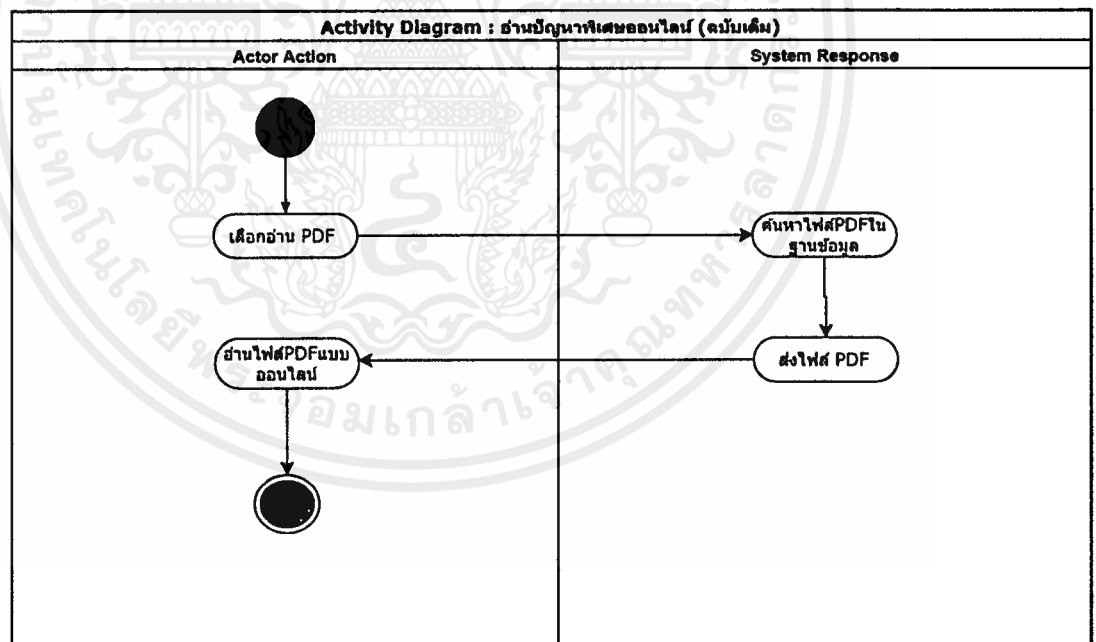 Activity Diagram : อ่านปัญหาพิเศษออนไลน์ (ฉบับเต็ม)
Actor Action
System Response
เลือกอ่าน PDF
ค้นหาไฟล์PDFใน
ฐานข้อมูล
อ่านไฟล์PDFแบบ
ออนไลน์
ส่งไฟล์ PDF